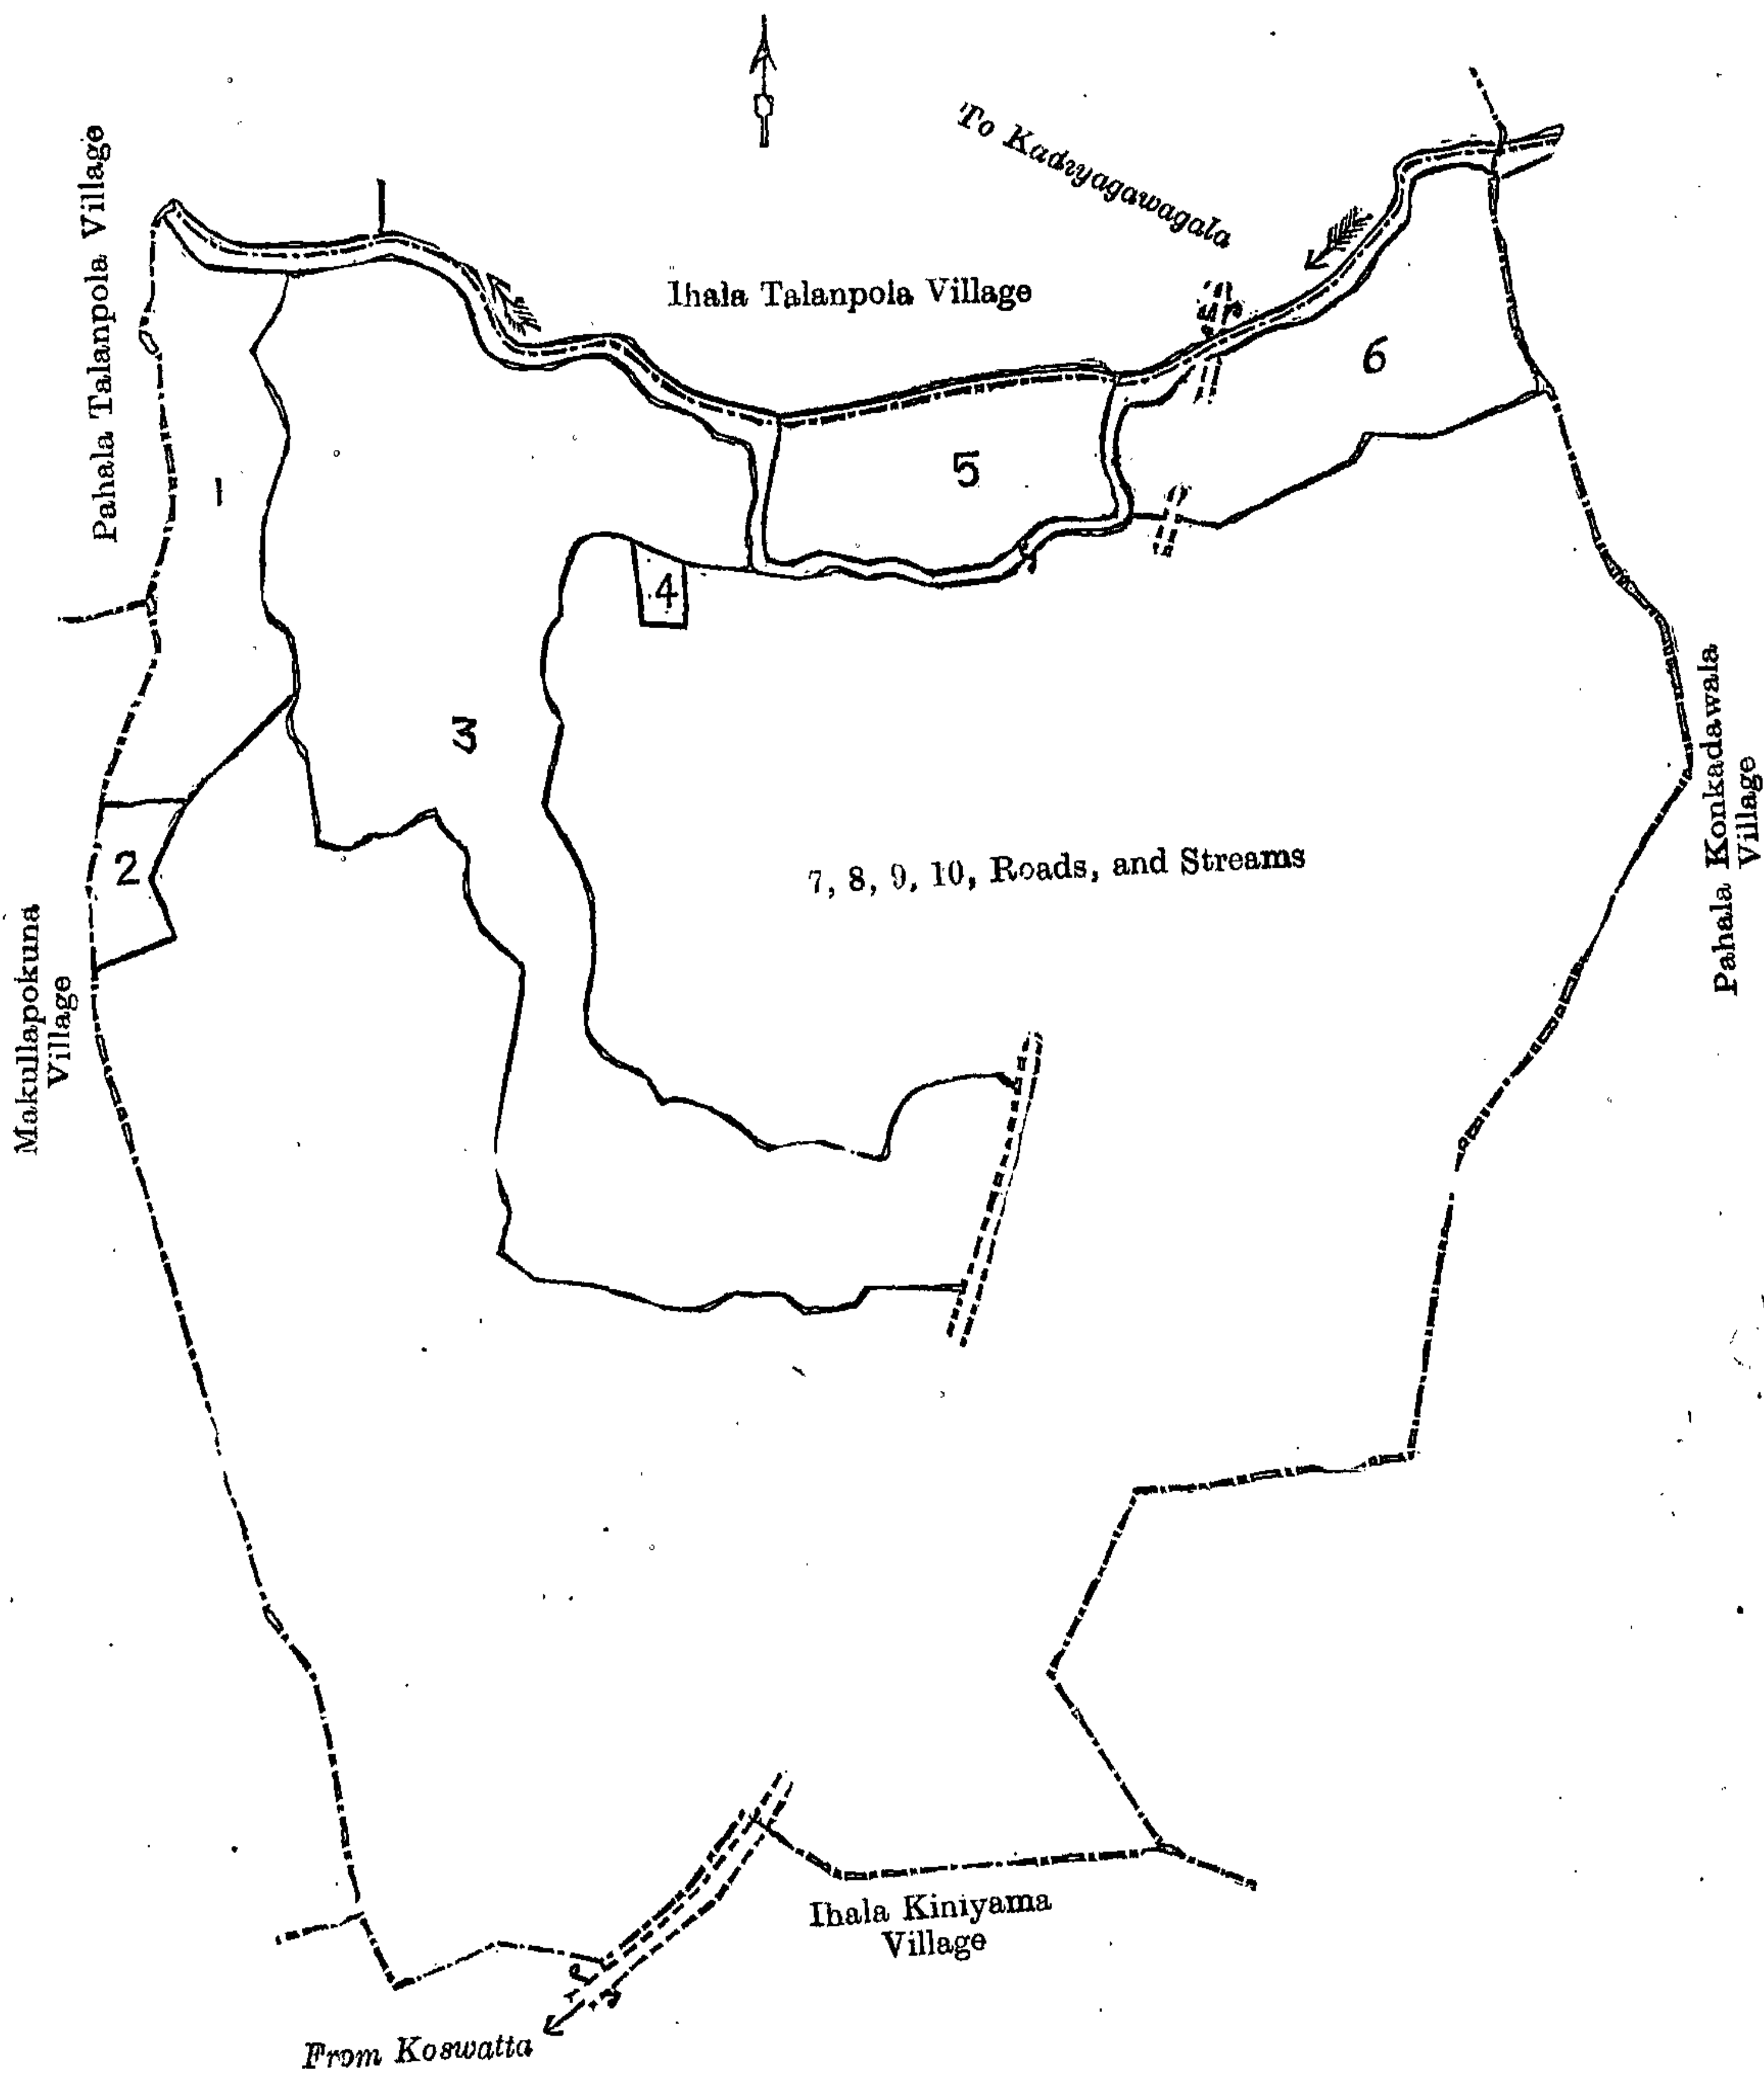 To Kadıyagawagala
Pahala Talanpola Village
Ihala Talanpola Village
6
5
1
4
3
Pahala Konkadawala
Village
7, 8, 9, 10, Roads, and Streams
2
Makullapokuna
Village
Ihala Kiniyama
Village
From Koswatta